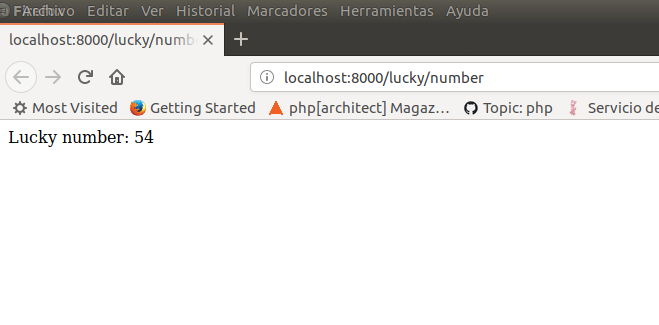 Archivo Editar Ver Historial Marcadores Herramientas Ayuda
localhost:8000/lucky/numb
localhost:8000/lucky/number
Most Visited Getting Started php[architect] Magaz… Topic: php Servicio de
Lucky number: 54